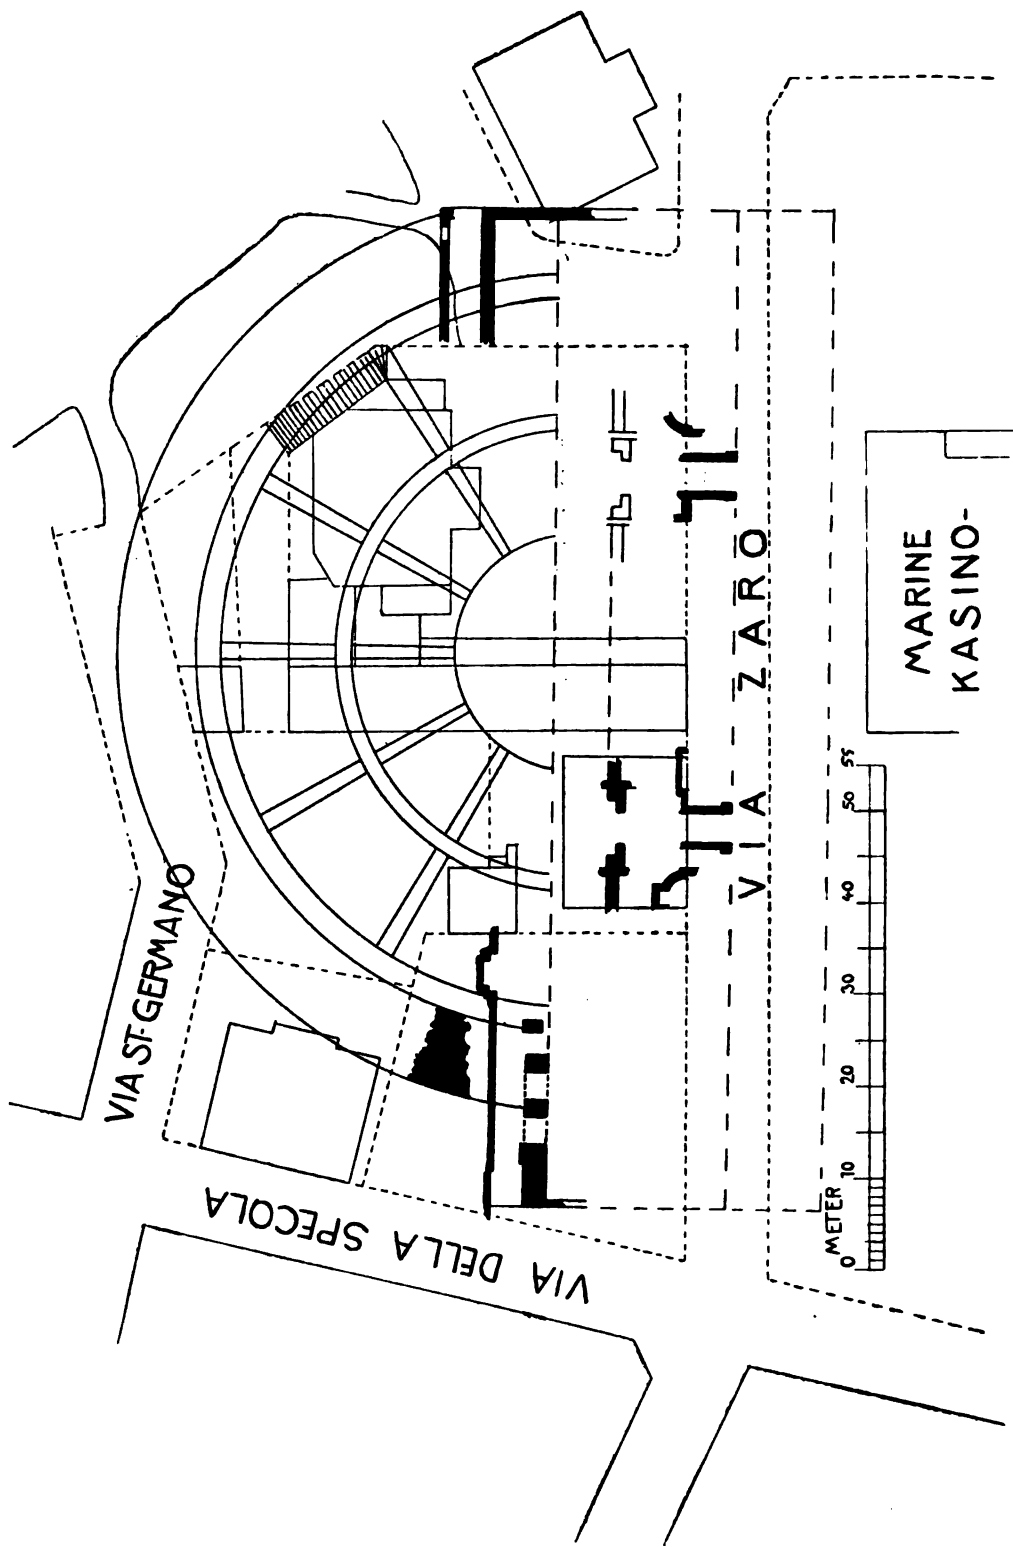 VIA ST. GERMANO
VIA DELLA SPECOLA
VIA ZARO
MARINE
KASINO-
METER
0 10 20 30 40 50 55